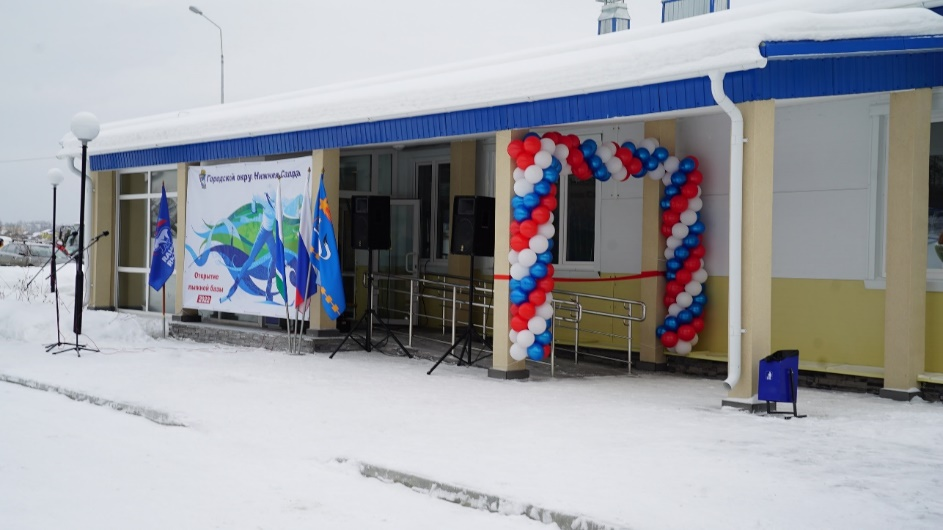 Городской округ Нижняя Салда
Открытие
лыжной базы
2022